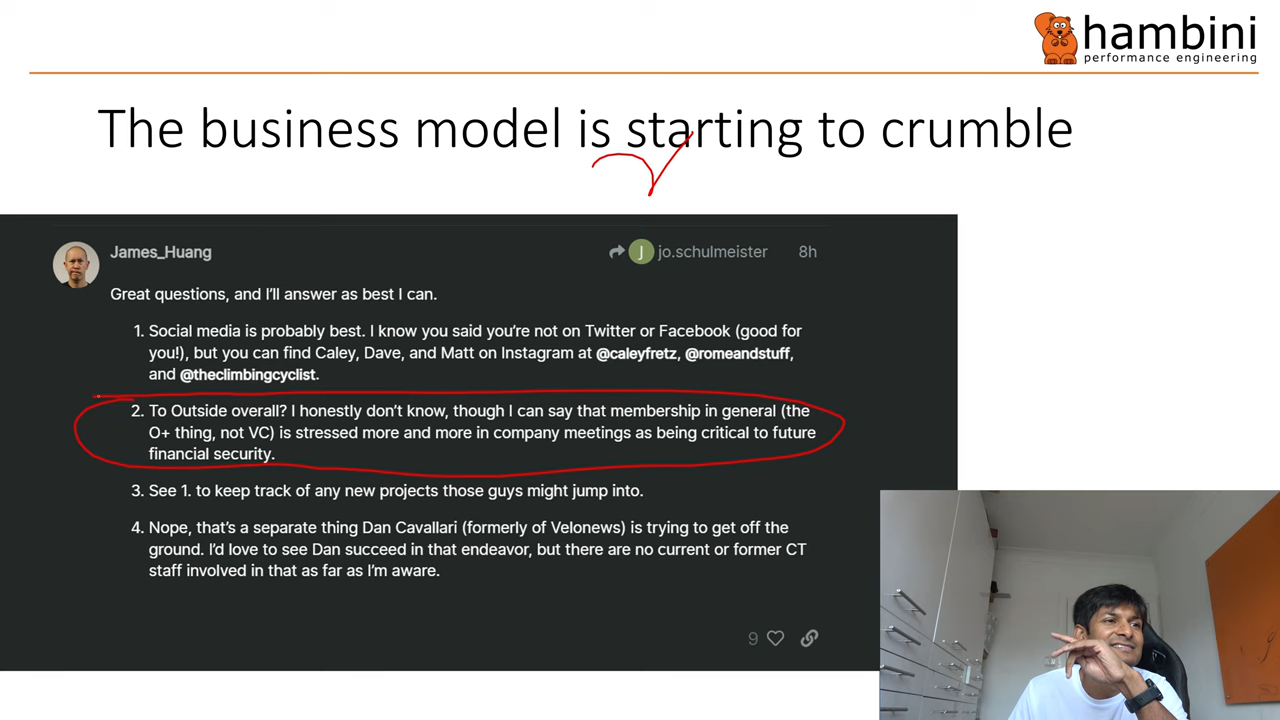 hambini
performance engineering
The business model is starting to crumble
James_Huang
J jo.schulmeister 8h
Great questions, and I'll answer as best I can.
1. Social media is probably best. I know you said you're not on Twitter or Facebook (good for
you!), but you can find Caley, Dave, and Matt on Instagram at @caleyfretz, @romeandstuff,
and @theclimbingcyclist.
2. To Outside overall? I honestly don't know, though I can say that membership in general (the
O+ thing, not VC) is stressed more and more in company meetings as being critical to future
financial security.
3. See 1. to keep track of any new projects those guys might jump into.
4. Nope, that's a separate thing Dan Cavallari (formerly of Velonews) is trying to get off the
ground. I'd love to see Dan succeed in that endeavor, but there are no current or former CT
staff involved in that as far as I'm aware.
9